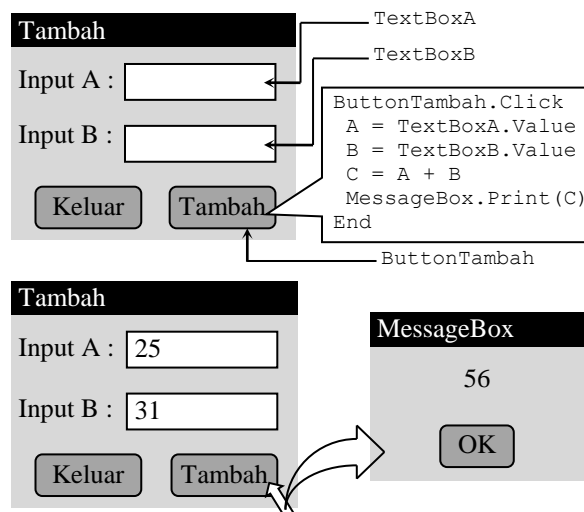 Tambah
TextBoxA
TextBoxB
Input A :
Input B :
Keluar
Tambah
ButtonTambah.Click
A = TextBoxA.Value
B = TextBoxB.Value
C = A + B
MessageBox.Print(C)
End
ButtonTambah
Tambah
Input A : 25
Input B : 31
Keluar
Tambah
MessageBox
56
OK